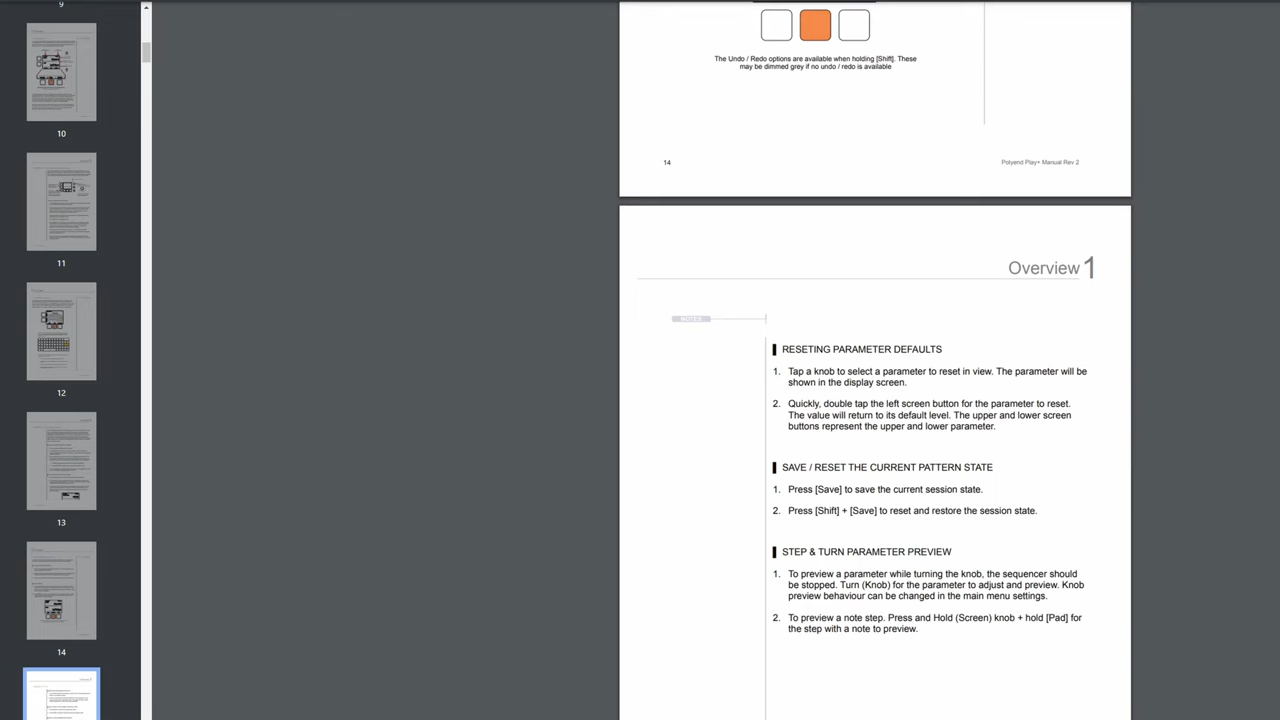 9
10
11
12
13
14
The Undo / Redo options are available when holding [Shift]. These
may be dimmed grey if no undo / redo is available
14
Polyend Play+ Manual Rev 2
Overview 1
NOTES
RESETING PARAMETER DEFAULTS
1. Tap a knob to select a parameter to reset in view. The parameter will be
shown in the display screen.
2. Quickly, double tap the left screen button for the parameter to reset.
The value will return to its default level. The upper and lower screen
buttons represent the upper and lower parameter.
SAVE / RESET THE CURRENT PATTERN STATE
1. Press [Save] to save the current session state.
2. Press [Shift] + [Save] to reset and restore the session state.
STEP & TURN PARAMETER PREVIEW
1. To preview a parameter while turning the knob, the sequencer should
be stopped. Turn (Knob) for the parameter to adjust and preview. Knob
preview behaviour can be changed in the main menu settings.
2. To preview a note step. Press and Hold (Screen) knob + hold [Pad] for
the step with a note to preview.